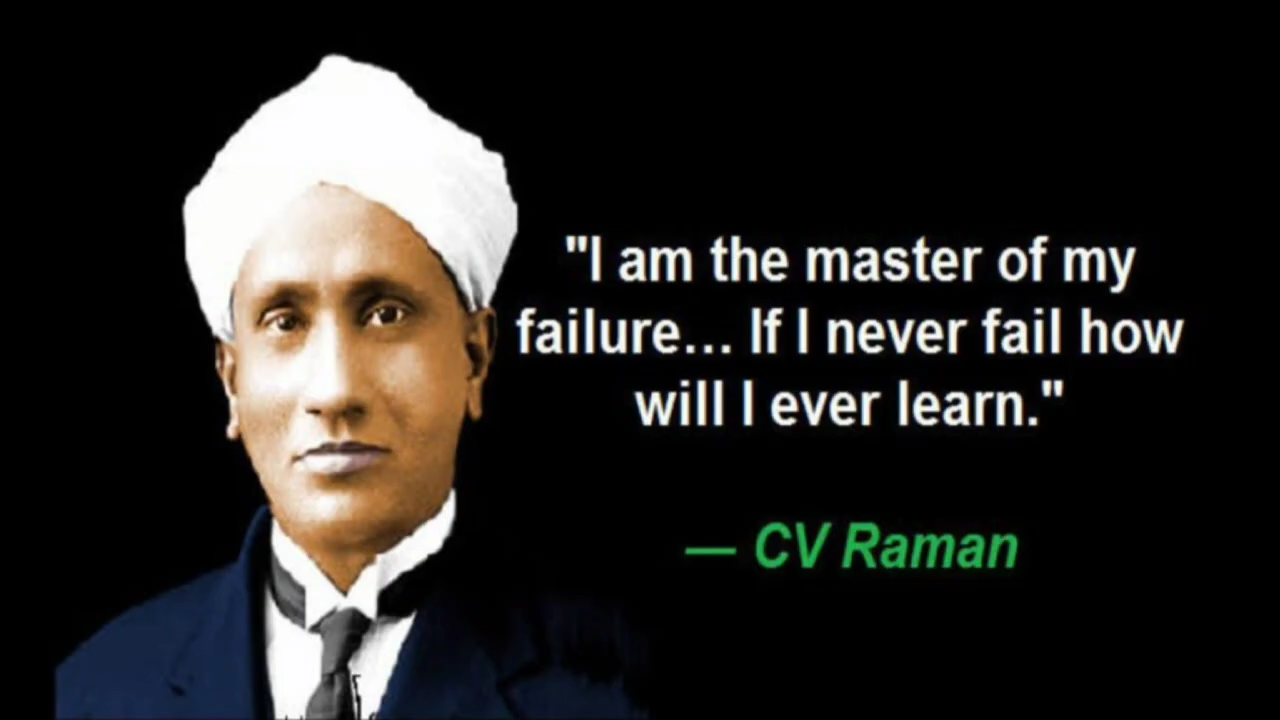 "I am the master of my
failure... If I never fail how
will I ever learn."
— CV Raman